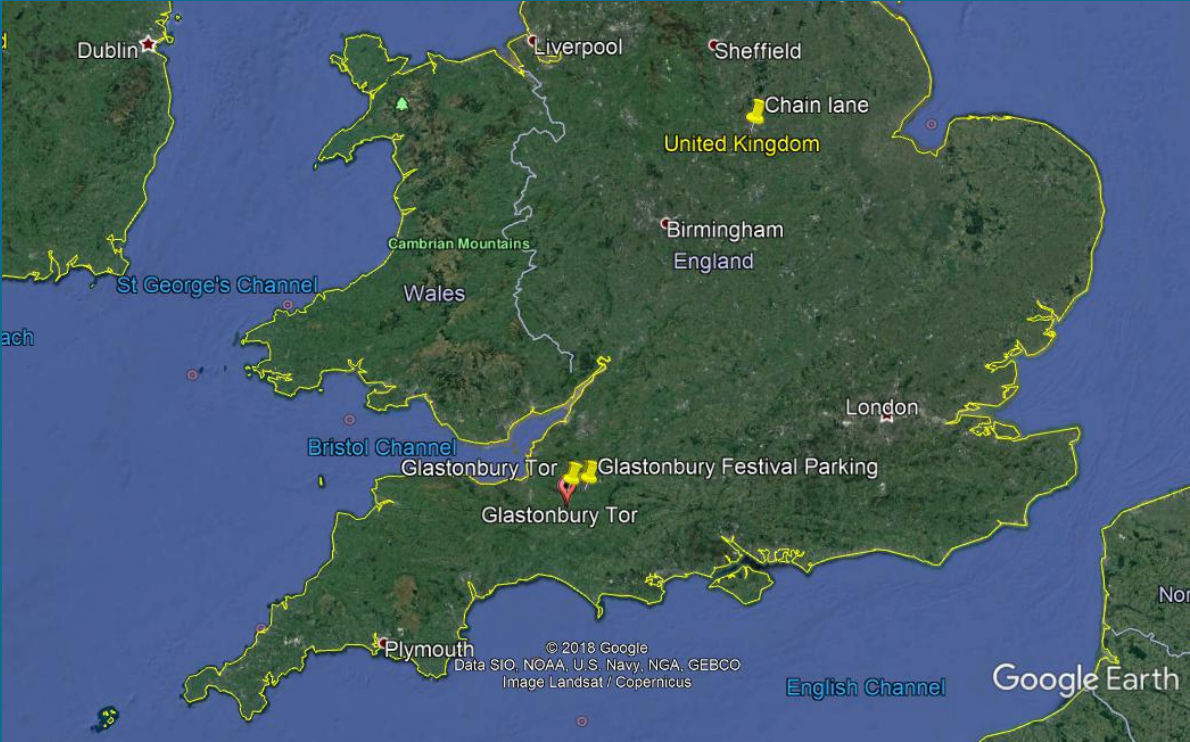 d
Dublin
Liverpool
Sheffield
Chain lane
United Kingdom
Birmingham
England
Cambrian Mountains
St George's Channel
Wales
ach
London
Bristol Channel
Glastonbury Tor
Glastonbury Festival Parking
Glastonbury Tor
Nor
Plymouth
© 2018 Google
Data SIO, NOAA, U.S. Navy, NGA, GEBCO
Image Landsat / Copernicus
English Channel
Google Earth